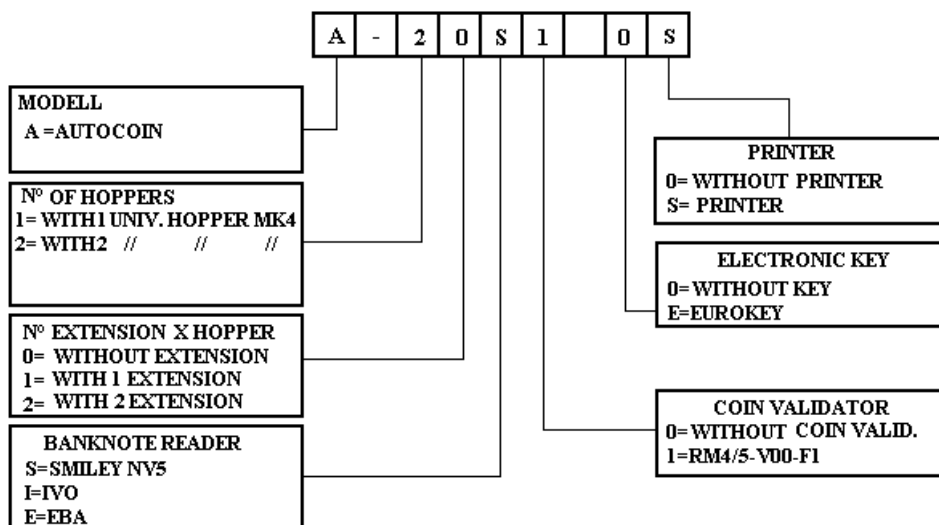 A - 2 0 S 1 0 S
MODELL
A =AUTOCOIN
Nº OF HOPPERS
1= WITH 1 UNIV. HOPPER MK4
2= WITH 2 // // //
Nº EXTENSION X HOPPER
0= WITHOUT EXTENSION
1= WITH 1 EXTENSION
2= WITH 2 EXTENSION
BANKNOTE READER
S=SMILEY NV5
I=IVO
E=EBA
PRINTER
0= WITHOUT PRINTER
S= PRINTER
ELECTRONIC KEY
0= WITHOUT KEY
E=EUROKEY
COIN VALIDATOR
0= WITHOUT COIN VALID.
1=RM4/5-V00-F1